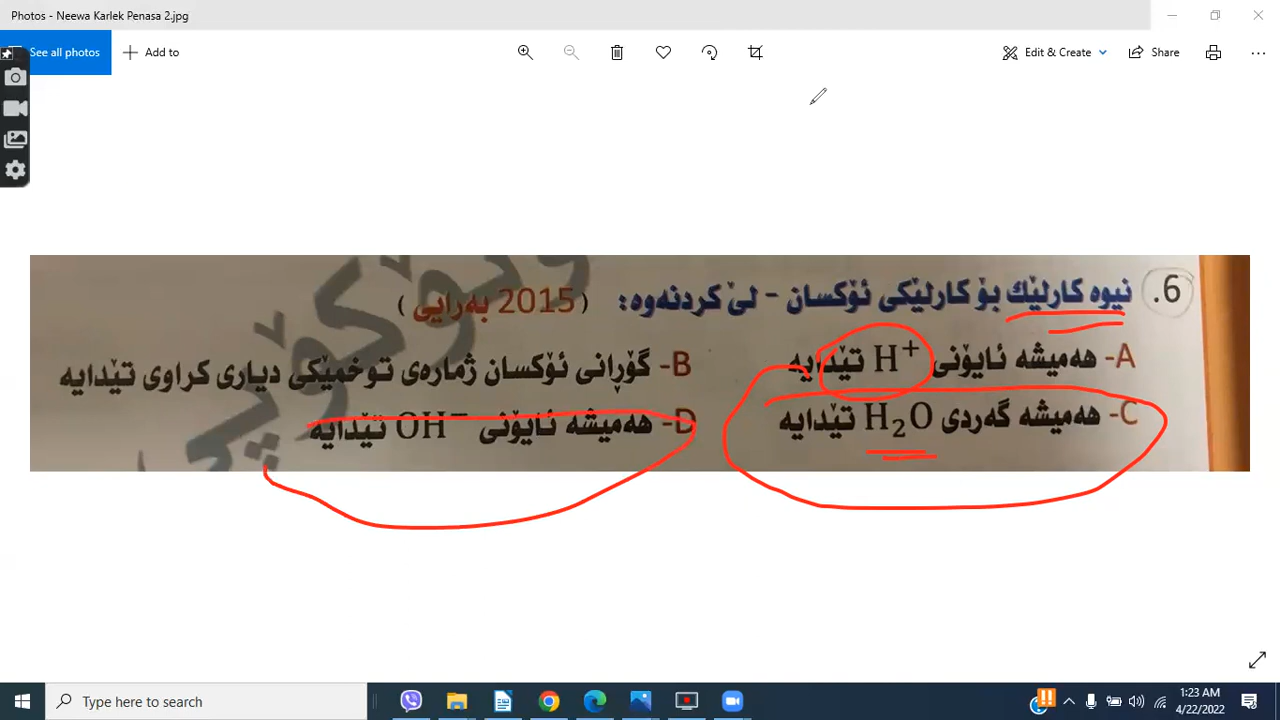 Photos - Neewa Karlek Penasa 2.jpg
See all photos
Add to
Edit & Create
Share
6. نیوه کارلێك بۆ کارلێکی ئۆکسان - لێ کردنەوە: ( 2015 بەرایی )
A- هەمیشە ئایۆنی H⁺ تێدایە
B- گۆڕانی ئۆکسان ژمارەی توخمێکی دیاری کراوی تێدایە
C- هەمیشە گەردی H₂O تێدایە
D- هەمیشە ئایۆنی OH⁻ تێدایە
Type here to search
1:23 AM
4/22/2022